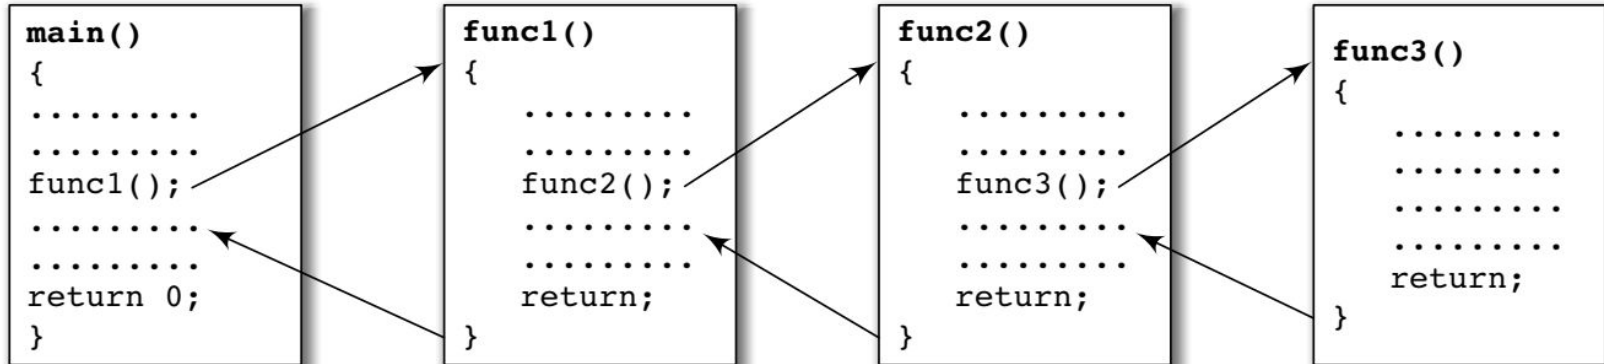 main()
{
.........
.........
func1();
.........
.........
return 0;
}
func1()
{
.........
.........
func2();
.........
.........
return;
}
func2()
{
.........
.........
func3();
.........
.........
return;
}
func3()
{
.........
.........
.........
.........
return;
}